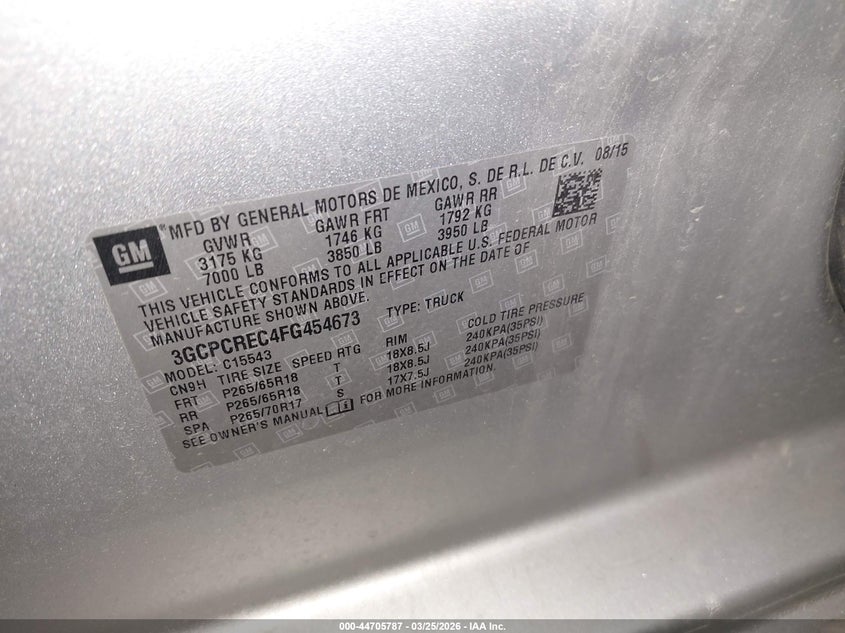 GM
MFD BY GENERAL MOTORS DE MEXICO, S. DE R.L. DE C.V. 08/15
GVWR GAWR FRT GAWR RR
3175 KG 1746 KG 1792 KG
7000 LB 3850 LB 3950 LB
THIS VEHICLE CONFORMS TO ALL APPLICABLE U.S. FEDERAL MOTOR
VEHICLE SAFETY STANDARDS IN EFFECT ON THE DATE OF
MANUFACTURE SHOWN ABOVE.
3GCPCREC4FG454673 TYPE: TRUCK
MODEL: C15543
CN9H TIRE SIZE SPEED RTG RIM COLD TIRE PRESSURE
FRT P265/65R18 T 18X8.5J 240KPA(35PSI)
RR P265/65R18 T 18X8.5J 240KPA(35PSI)
SPA P265/70R17 S 17X7.5J 240KPA(35PSI)
SEE OWNER'S MANUAL FOR MORE INFORMATION.
000-44705787 - 03/25/2026 - IAA Inc.